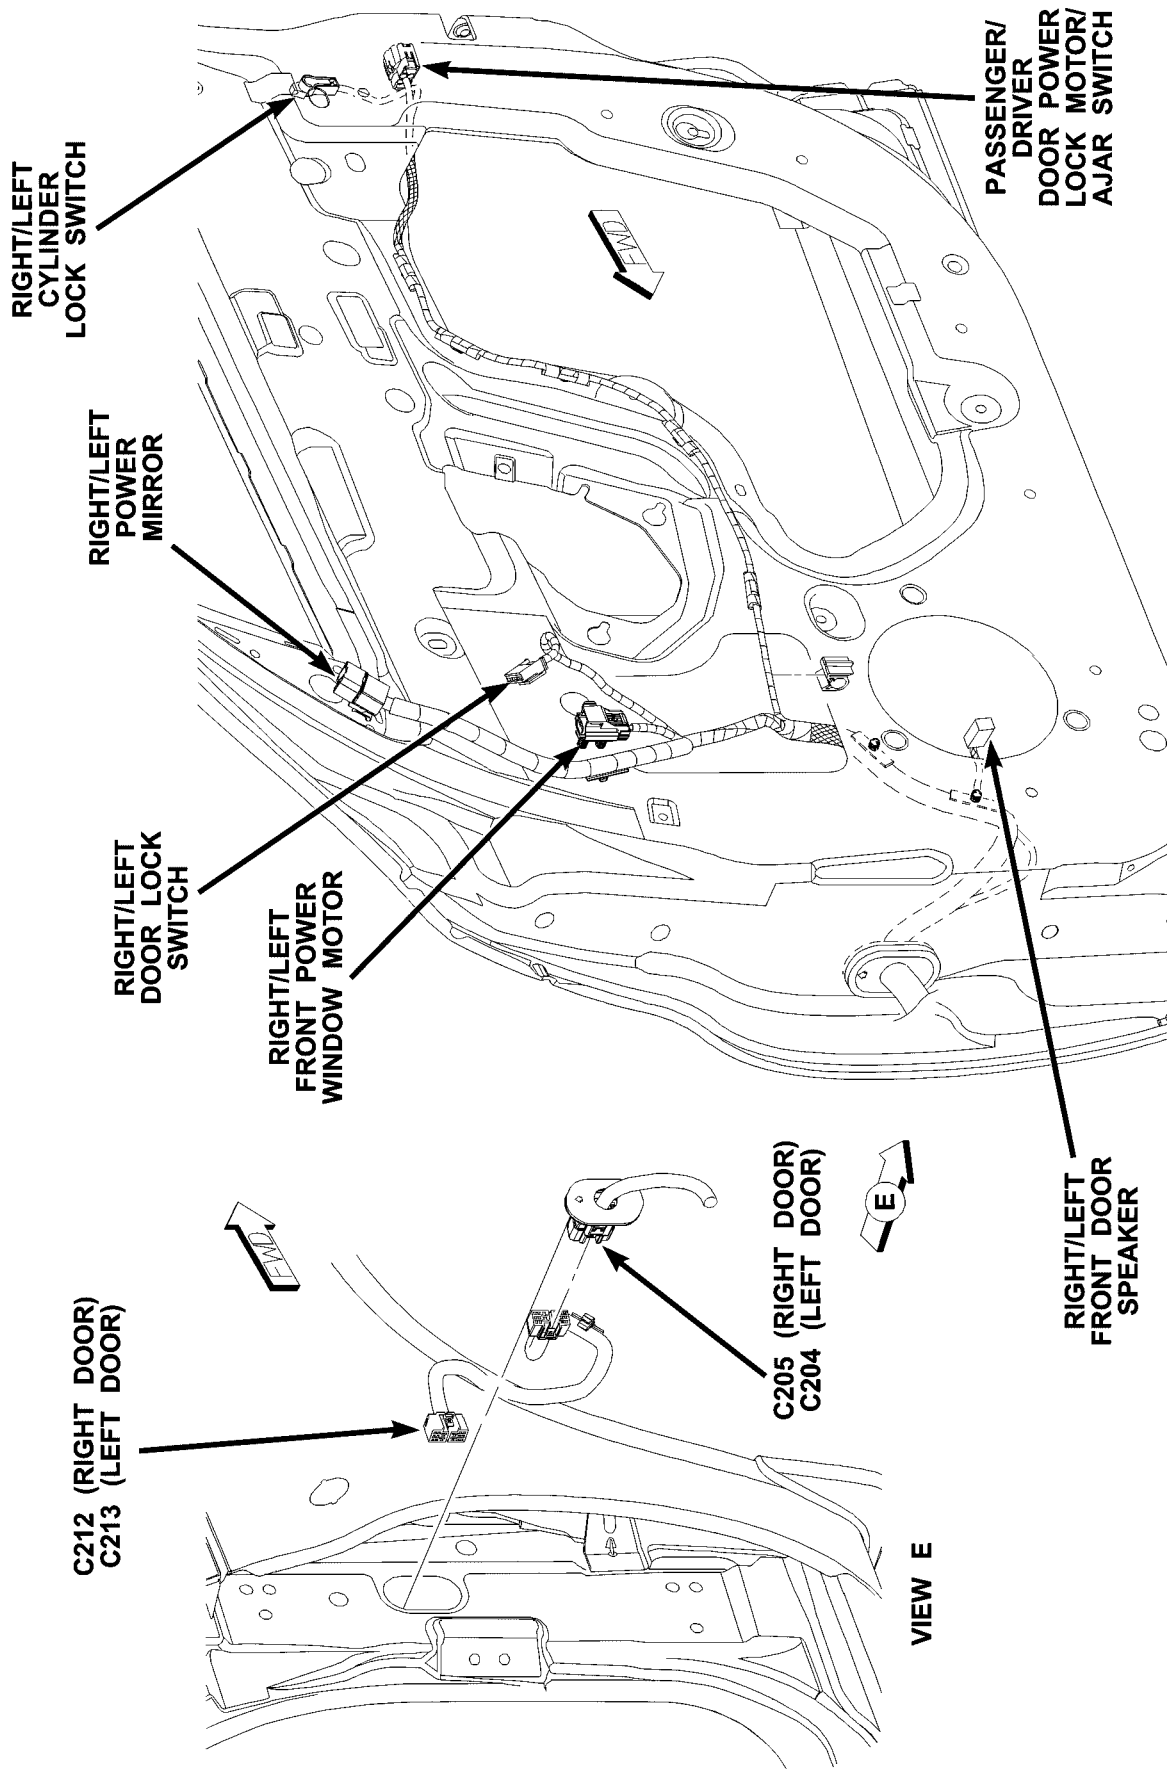 RIGHT/LEFT
CYLINDER
LOCK SWITCH
RIGHT/LEFT
POWER
MIRROR
RIGHT/LEFT
DOOR LOCK
SWITCH
RIGHT/LEFT
FRONT POWER
WINDOW MOTOR
C212 (RIGHT DOOR)
C213 (LEFT DOOR)
FWD
FWD
PASSENGER/
DRIVER
DOOR POWER
LOCK MOTOR/
AJAR SWITCH
C205 (RIGHT DOOR)
C204 (LEFT DOOR)
E
RIGHT/LEFT
FRONT DOOR
SPEAKER
VIEW E